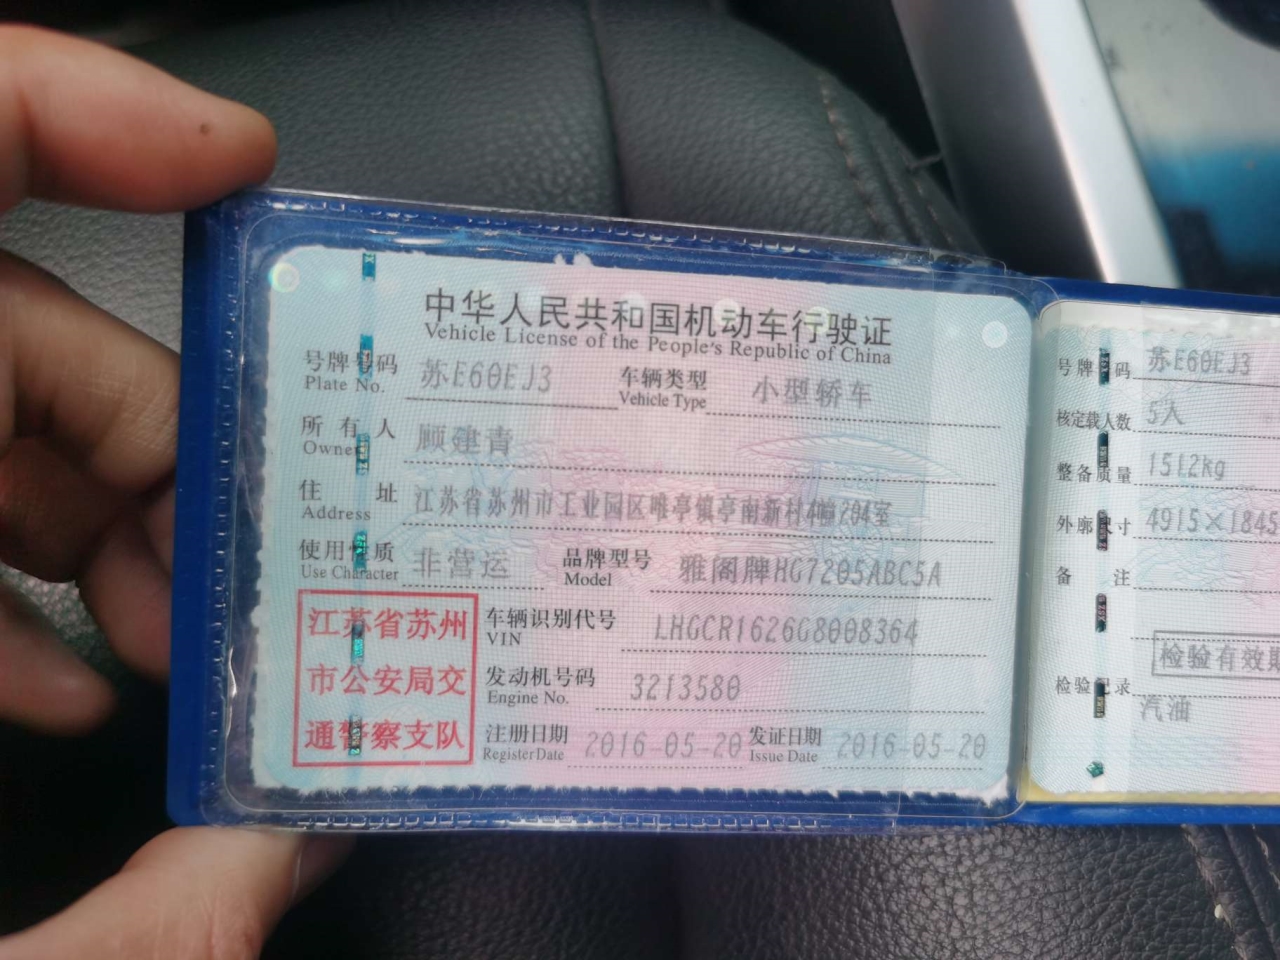 中华人民共和国机动车行驶证
Vehicle License of the People's Republic of China
号牌号码 苏E60EJ3 车辆类型 小型轿车
Plate No. Vehicle Type
所有人 顾建青
Owner
住址 江苏省苏州市工业园区唯亭镇亭南新村4幢204室
Address
使用性质 非营运 品牌型号 雅阁牌HG7205ABC5A
Use Character Model
江苏省苏州
市公安局交
通警察支队
车辆识别代号 LHGCR1626G8008364
VIN
发动机号码 3213580
Engine No.
注册日期 2016-05-20 发证日期 2016-05-20
Register Date Issue Date
号牌号码 苏E60EJ3
核定载人数 5人
整备质量 1512kg
外廓尺寸 4915×1845
备注
检验有效期
检验记录
汽油